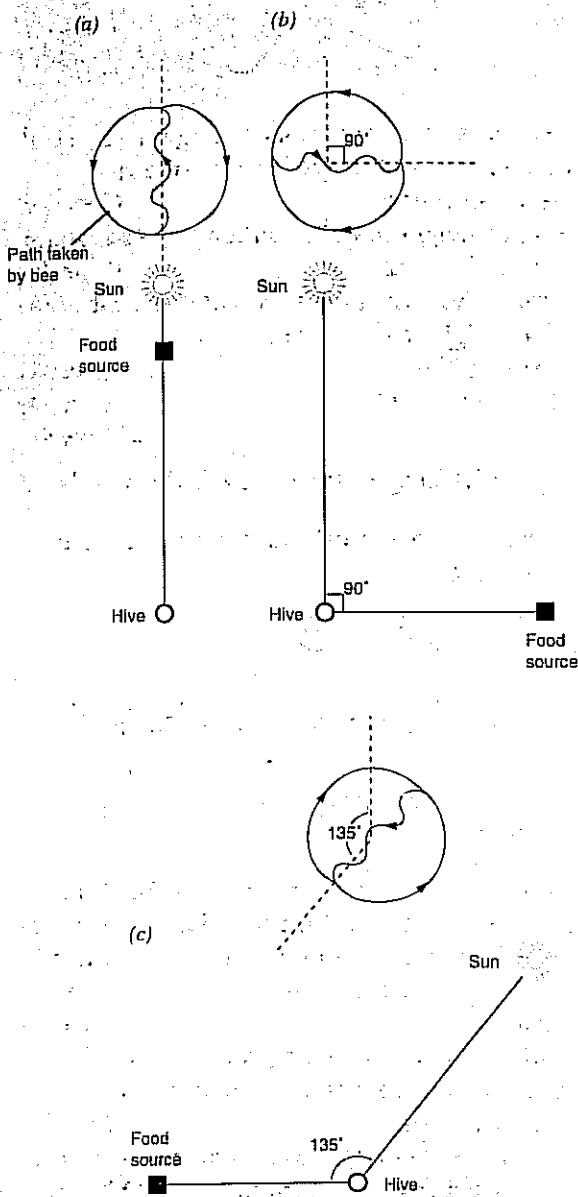 (a)
(b)
90°
Path taken
by bee
Sun
Sun
Food
source
90°
Hive
Hive
Food
source
135°
(c)
Sun
Food
source
135°
Hive